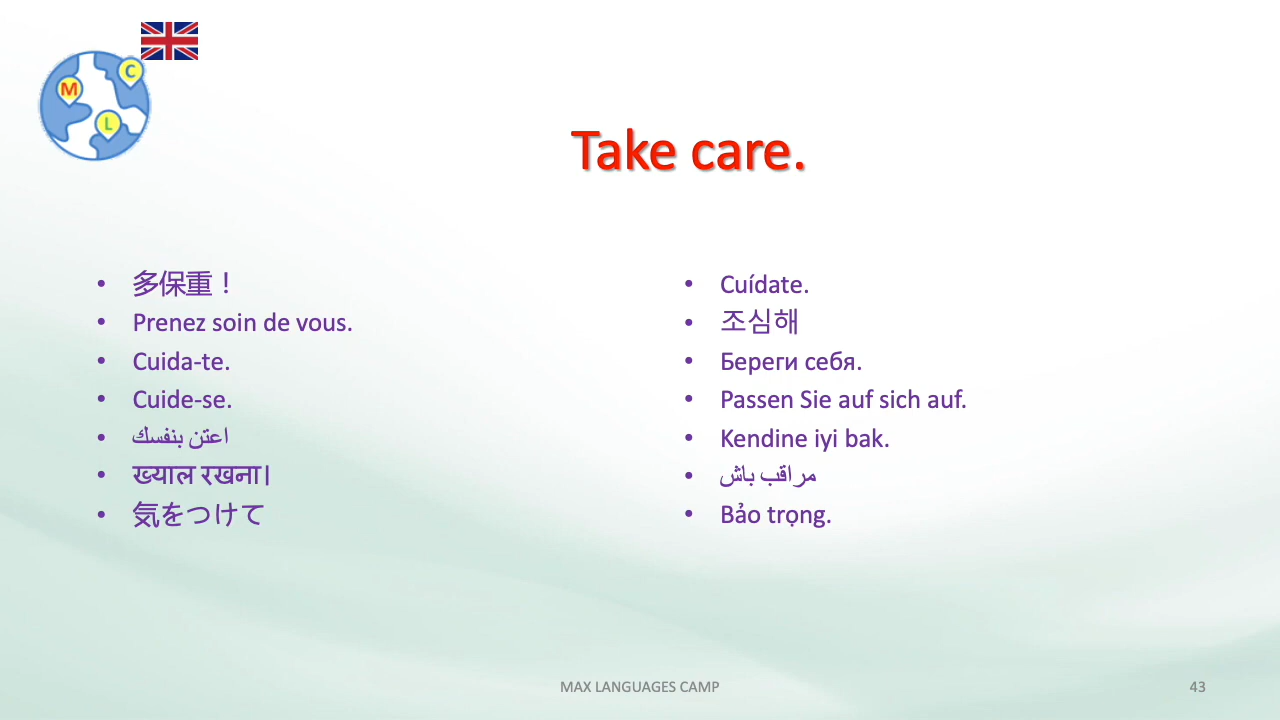 C
M
L
Take care.
• 多保重！
• Prenez soin de vous.
• Cuida-te.
• Cuide-se.
• اعتن بنفسك
• ख्याल रखना।
• 気をつけて
• Cuídate.
• 조심해
• Береги себя.
• Passen Sie auf sich auf.
• Kendine iyi bak.
• مراقب باش
• Bảo trọng.
MAX LANGUAGES CAMP
43